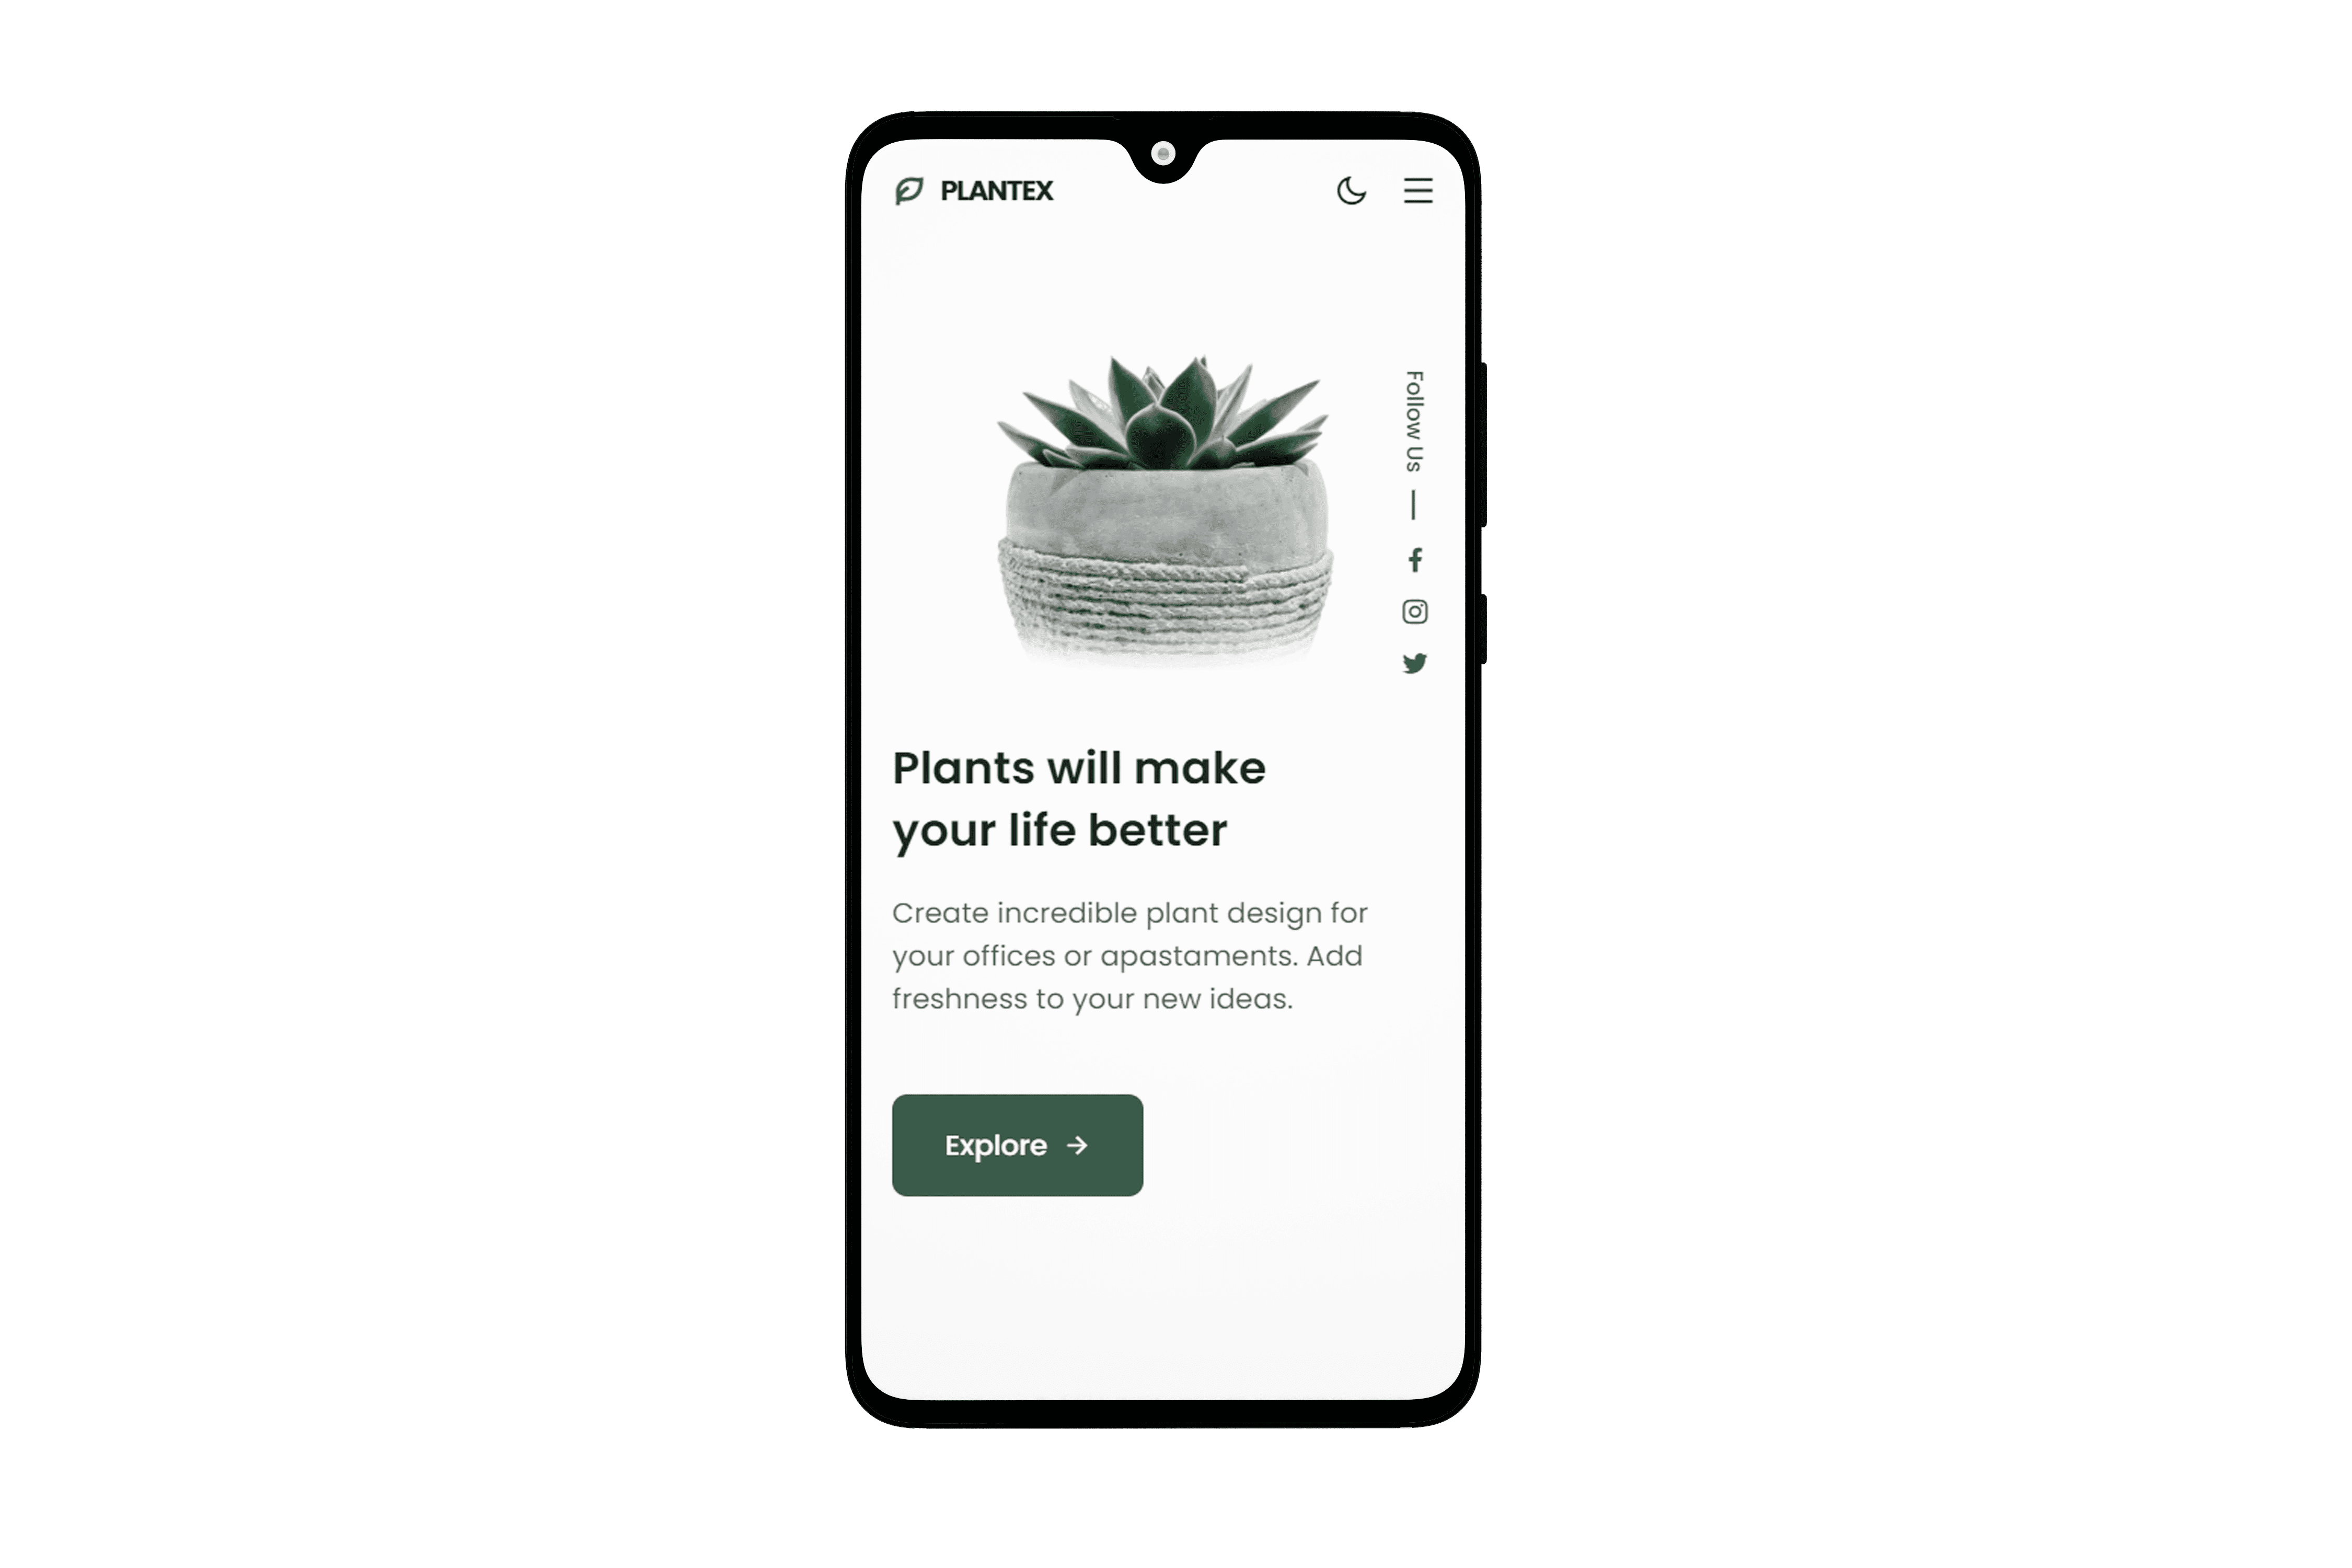 PLANTEX
Follow Us
Plants will make
your life better
Create incredible plant design for
your offices or apastaments. Add
freshness to your new ideas.
Explore